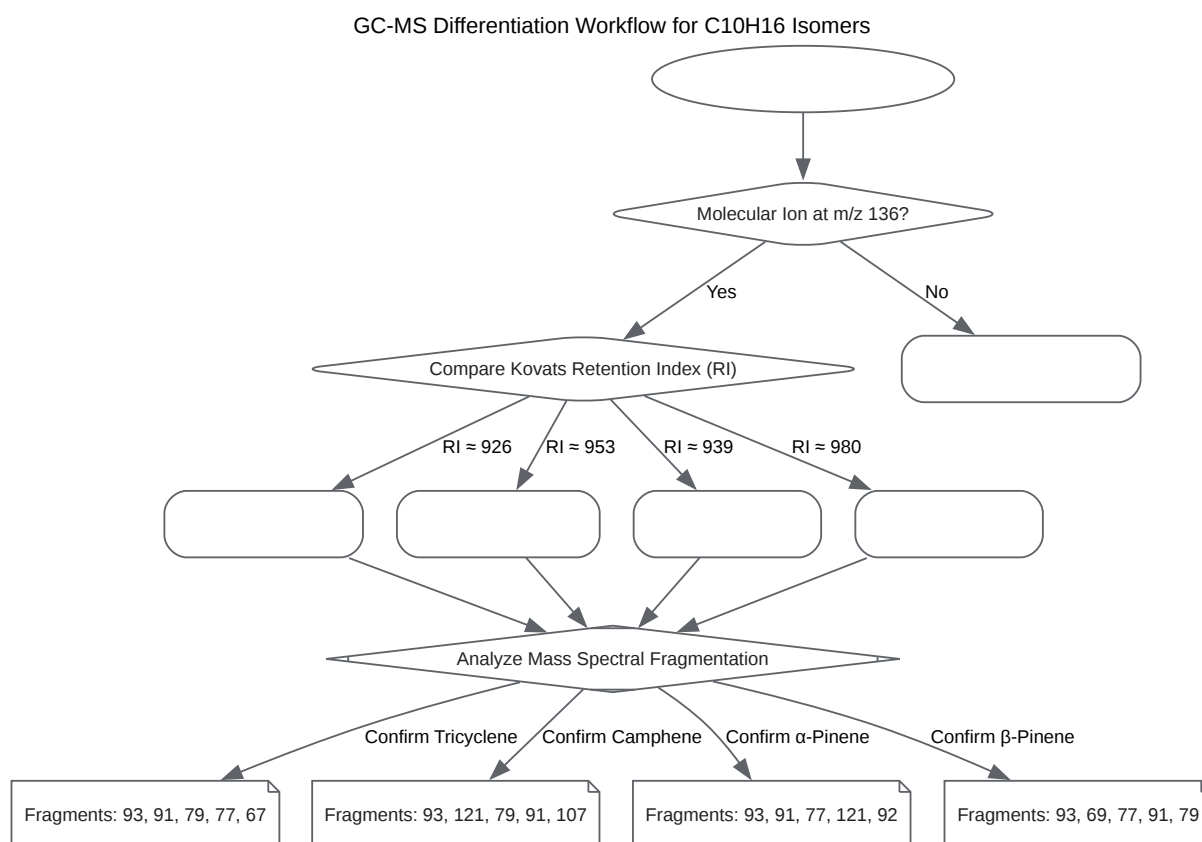 GC-MS Differentiation Workflow for C10H16 Isomers
Molecular Ion at m/z 136?
Yes
No
Compare Kovats Retention Index (RI)
RI ≈ 926
RI ≈ 953
RI ≈ 939
RI ≈ 980
Analyze Mass Spectral Fragmentation
Confirm Tricyclene
Confirm Camphene
Confirm α-Pinene
Confirm β-Pinene
Fragments: 93, 91, 79, 77, 67
Fragments: 93, 121, 79, 91, 107
Fragments: 93, 91, 77, 121, 92
Fragments: 93, 69, 77, 91, 79